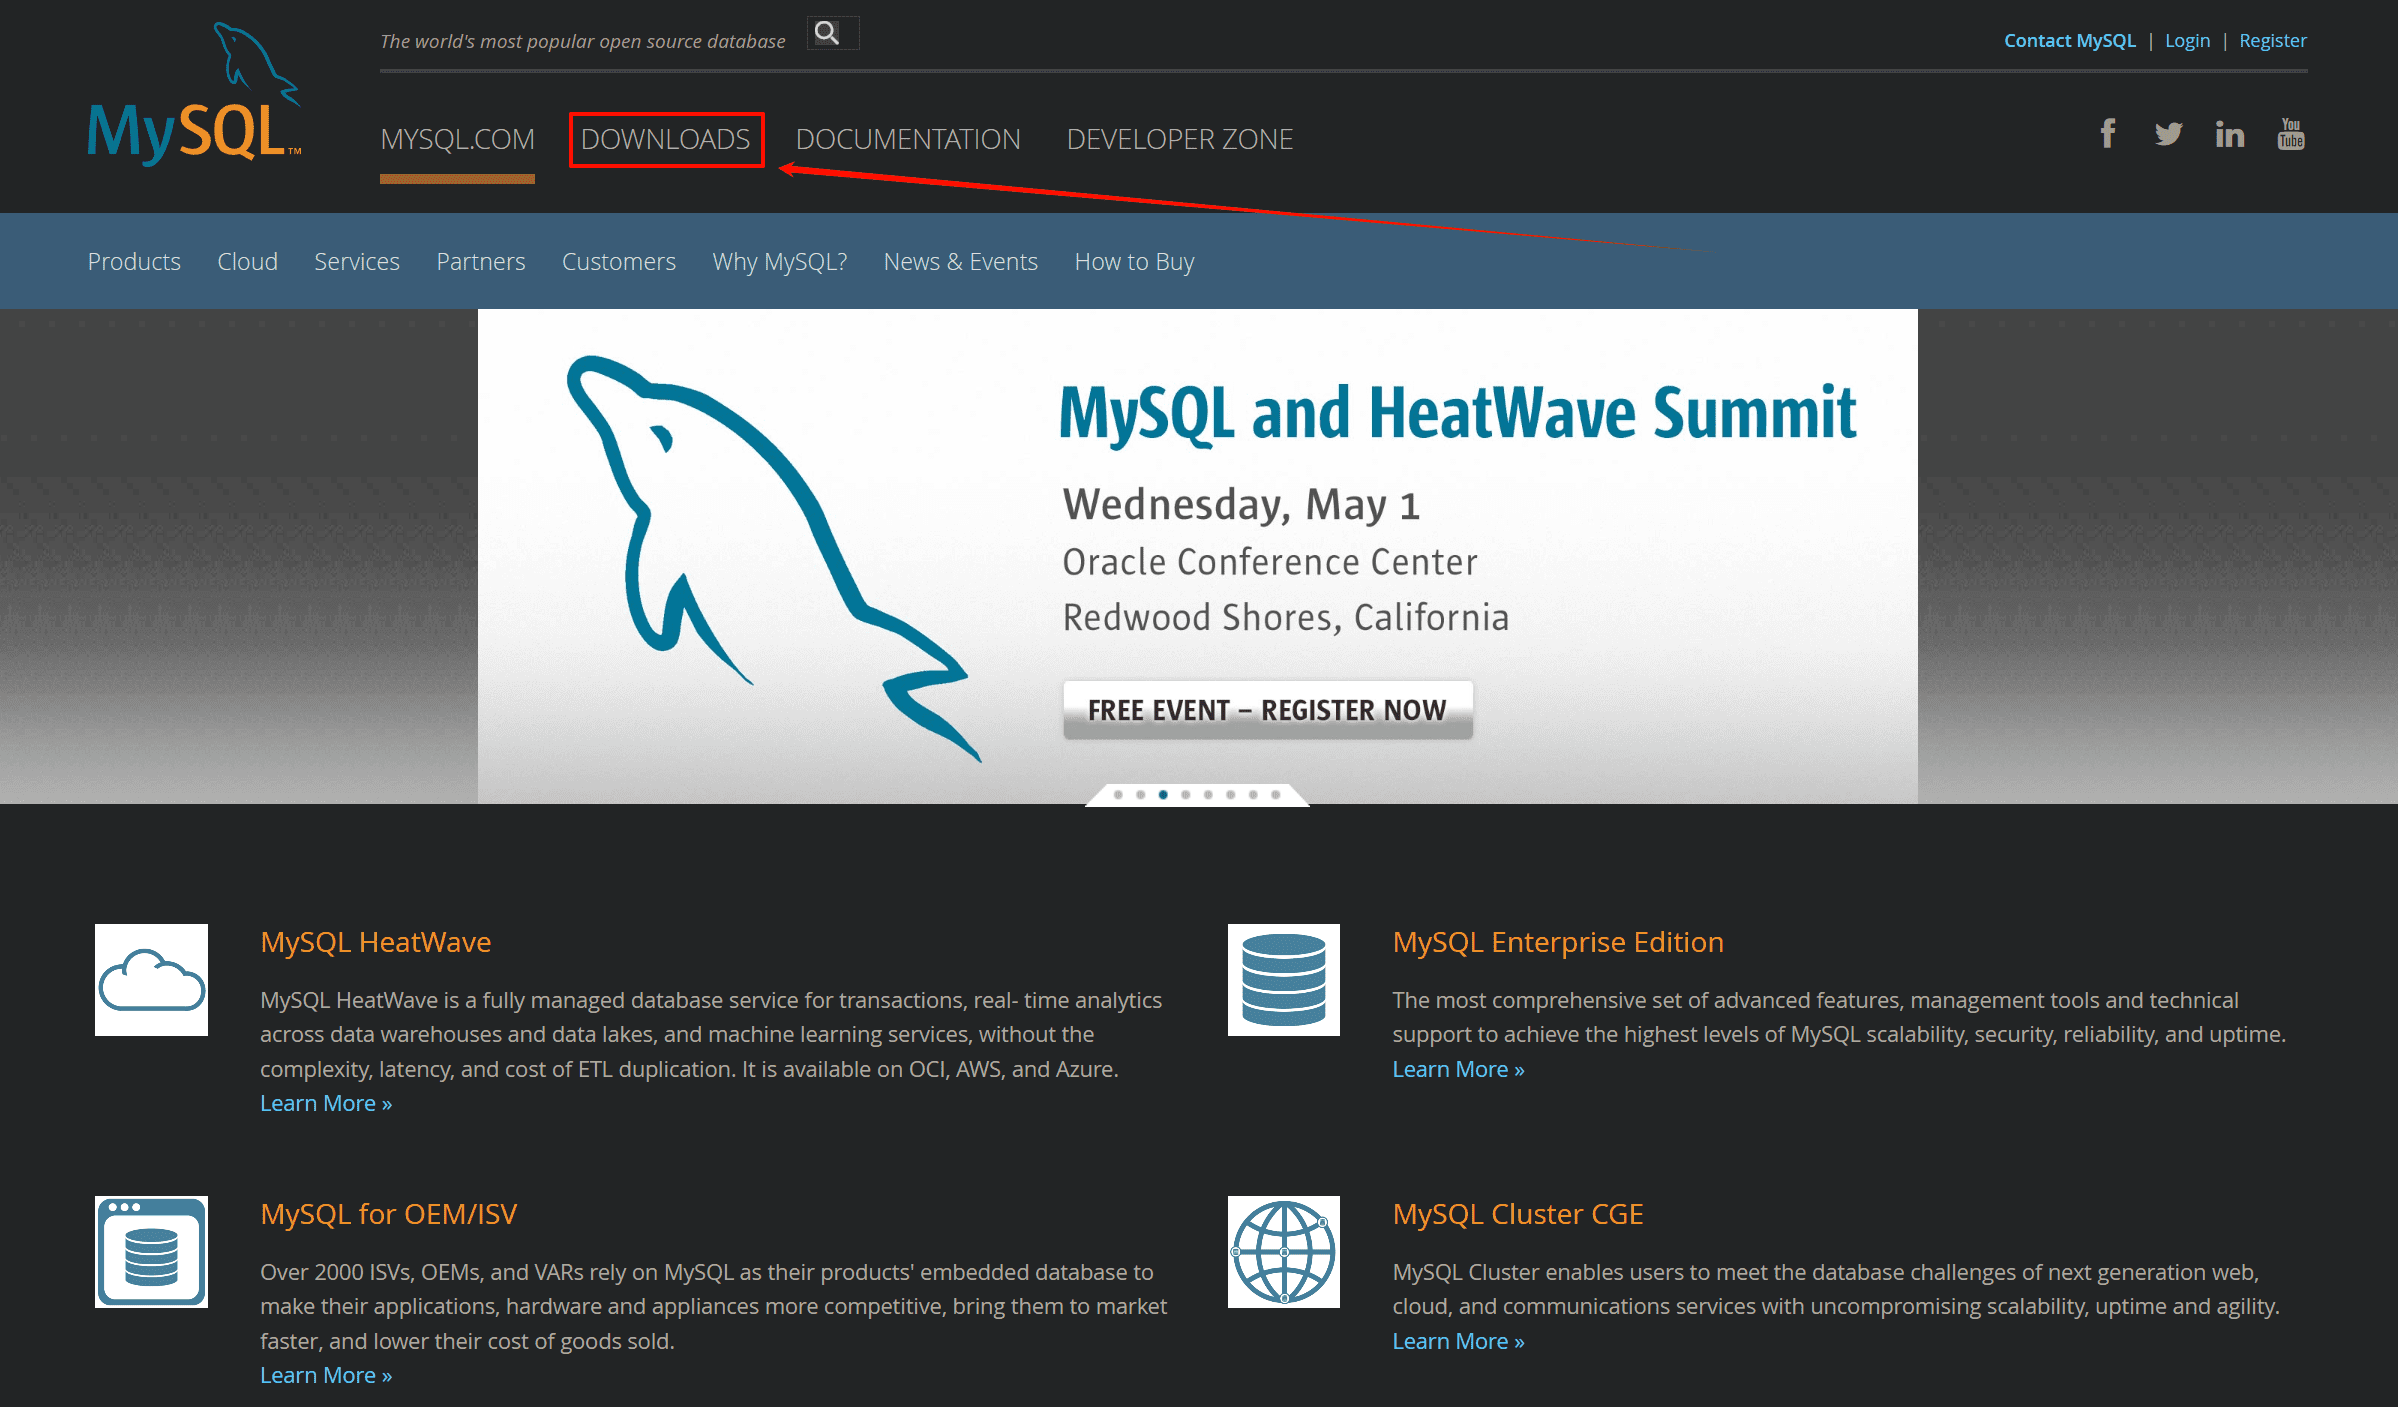 The world's most popular open source database
Contact MySQL | Login | Register
MySQL™
MYSQL.COM DOWNLOADS DOCUMENTATION DEVELOPER ZONE
You
Tube
Products Cloud Services Partners Customers Why MySQL? News & Events How to Buy
MySQL and HeatWave Summit
Wednesday, May 1
Oracle Conference Center
Redwood Shores, California
FREE EVENT – REGISTER NOW
MySQL HeatWave
MySQL HeatWave is a fully managed database service for transactions, real- time analytics
across data warehouses and data lakes, and machine learning services, without the
complexity, latency, and cost of ETL duplication. It is available on OCI, AWS, and Azure.
Learn More »
MySQL Enterprise Edition
The most comprehensive set of advanced features, management tools and technical
support to achieve the highest levels of MySQL scalability, security, reliability, and uptime.
Learn More »
MySQL for OEM/ISV
Over 2000 ISVs, OEMs, and VARs rely on MySQL as their products' embedded database to
make their applications, hardware and appliances more competitive, bring them to market
faster, and lower their cost of goods sold.
Learn More »
MySQL Cluster CGE
MySQL Cluster enables users to meet the database challenges of next generation web,
cloud, and communications services with uncompromising scalability, uptime and agility.
Learn More »